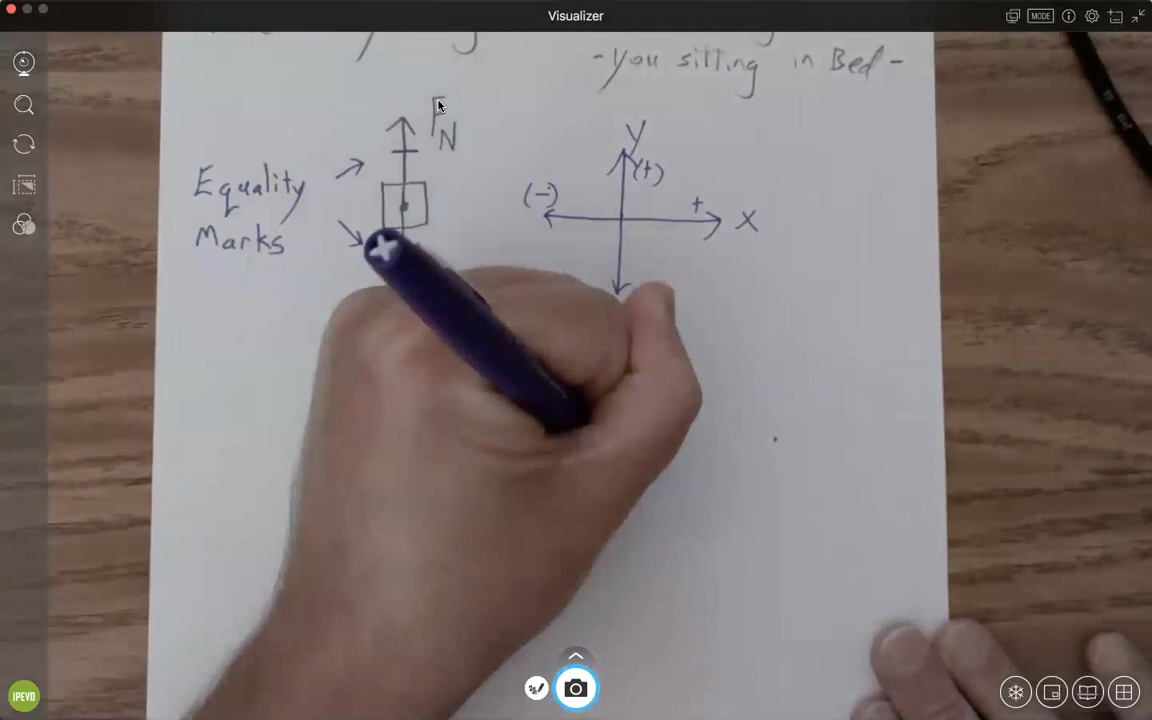 Visualizer
MODE
-you sitting in Bed-
F
N
Y
(+)
Equality
Marks
(-)
+
X
IPEVO